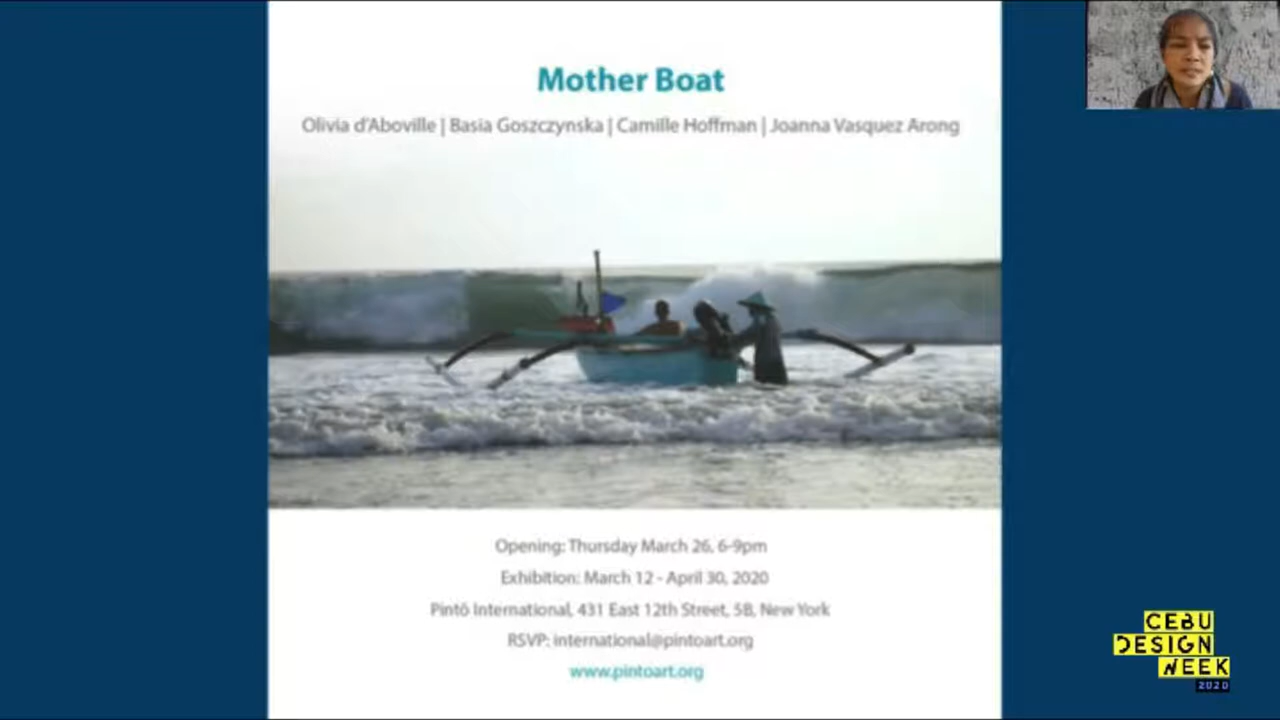 Mother Boat
Olivia d'Aboville | Basia Goszczynska | Camille Hoffman | Joanna Vasquez Arong
Opening: Thursday March 26, 6-9pm
Exhibition: March 12 - April 30, 2020
Pintô International, 431 East 12th Street, 5B, New York
RSVP: international@pintoart.org
www.pintoart.org
CEBU
DESIGN
WEEK
2020